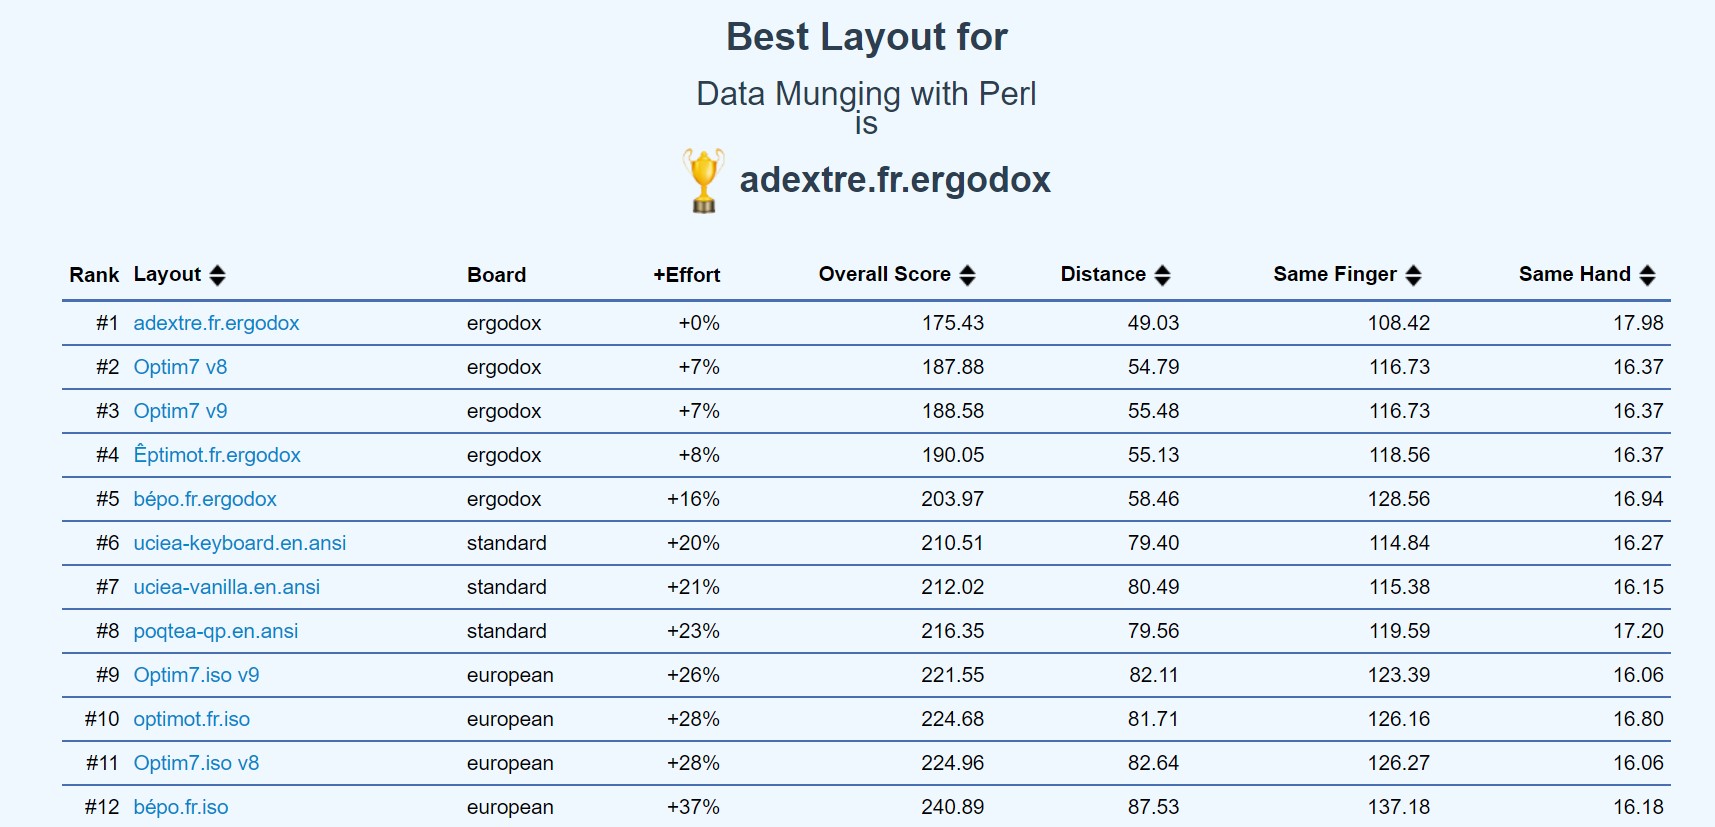 Best Layout for
Data Munging with Perl
is
adextre.fr.ergodox
Rank Layout Board +Effort Overall Score Distance Same Finger Same Hand
#1 adextre.fr.ergodox ergodox +0% 175.43 49.03 108.42 17.98
#2 Optim7 v8 ergodox +7% 187.88 54.79 116.73 16.37
#3 Optim7 v9 ergodox +7% 188.58 55.48 116.73 16.37
#4 Êptimot.fr.ergodox ergodox +8% 190.05 55.13 118.56 16.37
#5 bépo.fr.ergodox ergodox +16% 203.97 58.46 128.56 16.94
#6 uciea-keyboard.en.ansi standard +20% 210.51 79.40 114.84 16.27
#7 uciea-vanilla.en.ansi standard +21% 212.02 80.49 115.38 16.15
#8 poqtea-qp.en.ansi standard +23% 216.35 79.56 119.59 17.20
#9 Optim7.iso v9 european +26% 221.55 82.11 123.39 16.06
#10 optimot.fr.iso european +28% 224.68 81.71 126.16 16.80
#11 Optim7.iso v8 european +28% 224.96 82.64 126.27 16.06
#12 bépo.fr.iso european +37% 240.89 87.53 137.18 16.18